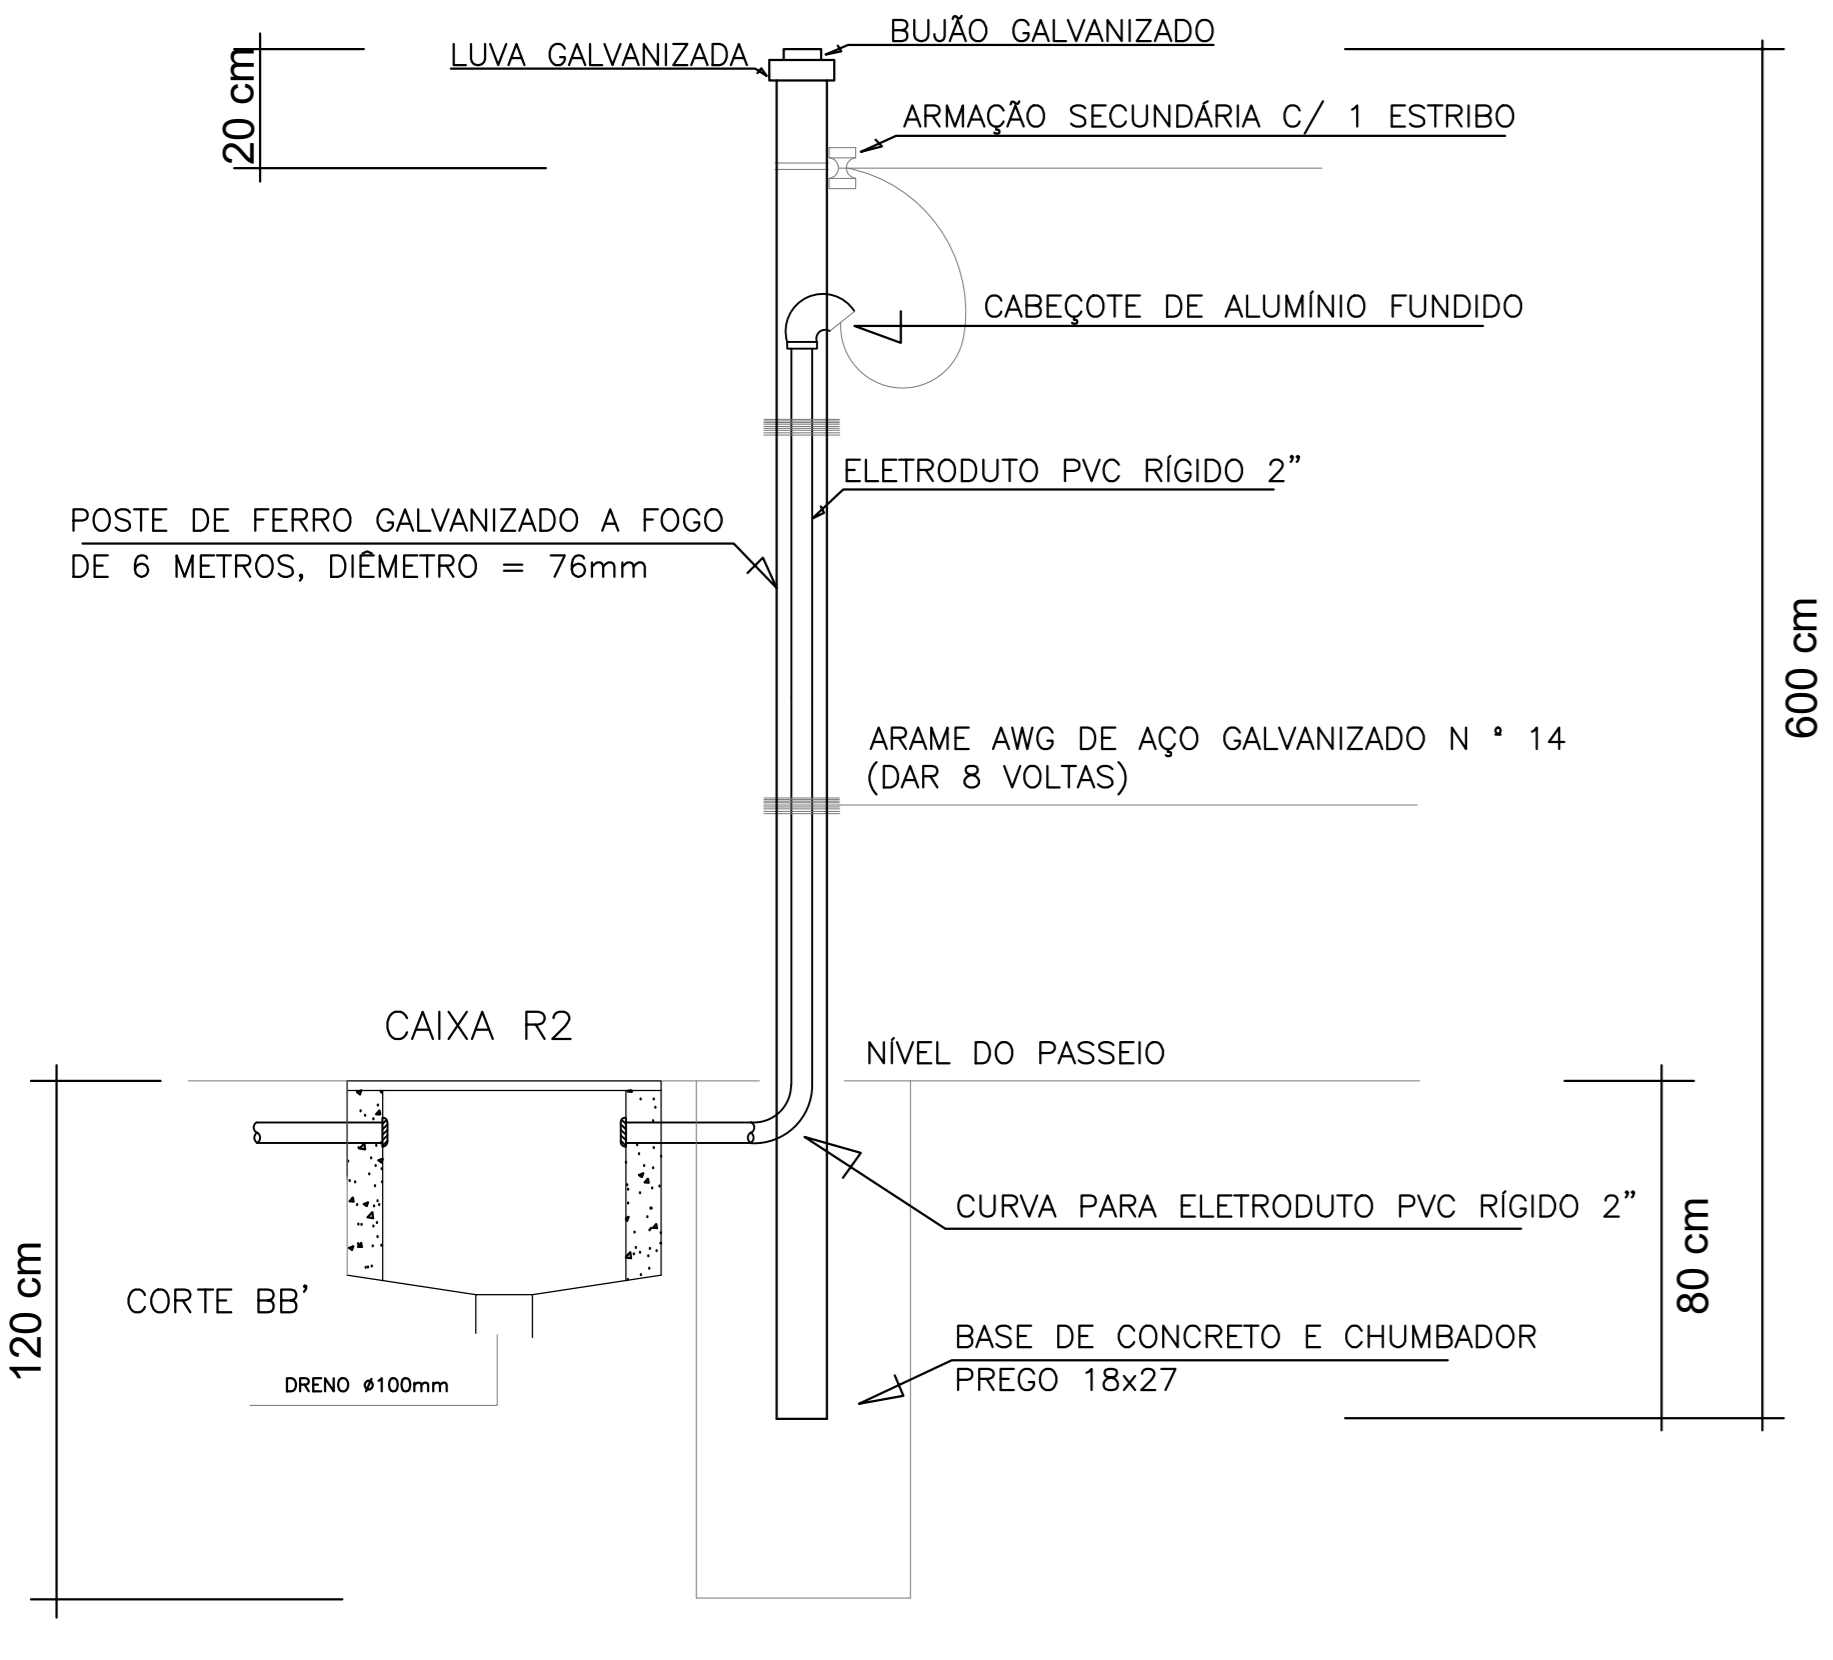 BUJÃO GALVANIZADO
LUVA GALVANIZADA
20 cm
ARMAÇÃO SECUNDÁRIA C/ 1 ESTRIBO
CABEÇOTE DE ALUMÍNIO FUNDIDO
ELETRODUTO PVC RÍGIDO 2”
POSTE DE FERRO GALVANIZADO A FOGO
DE 6 METROS, DIÊMETRO = 76mm
600 cm
ARAME AWG DE AÇO GALVANIZADO N º 14
(DAR 8 VOLTAS)
CAIXA R2
NÍVEL DO PASSEIO
CURVA PARA ELETRODUTO PVC RÍGIDO 2”
80 cm
120 cm
CORTE BB’
BASE DE CONCRETO E CHUMBADOR
PREGO 18x27
DRENO ø100mm